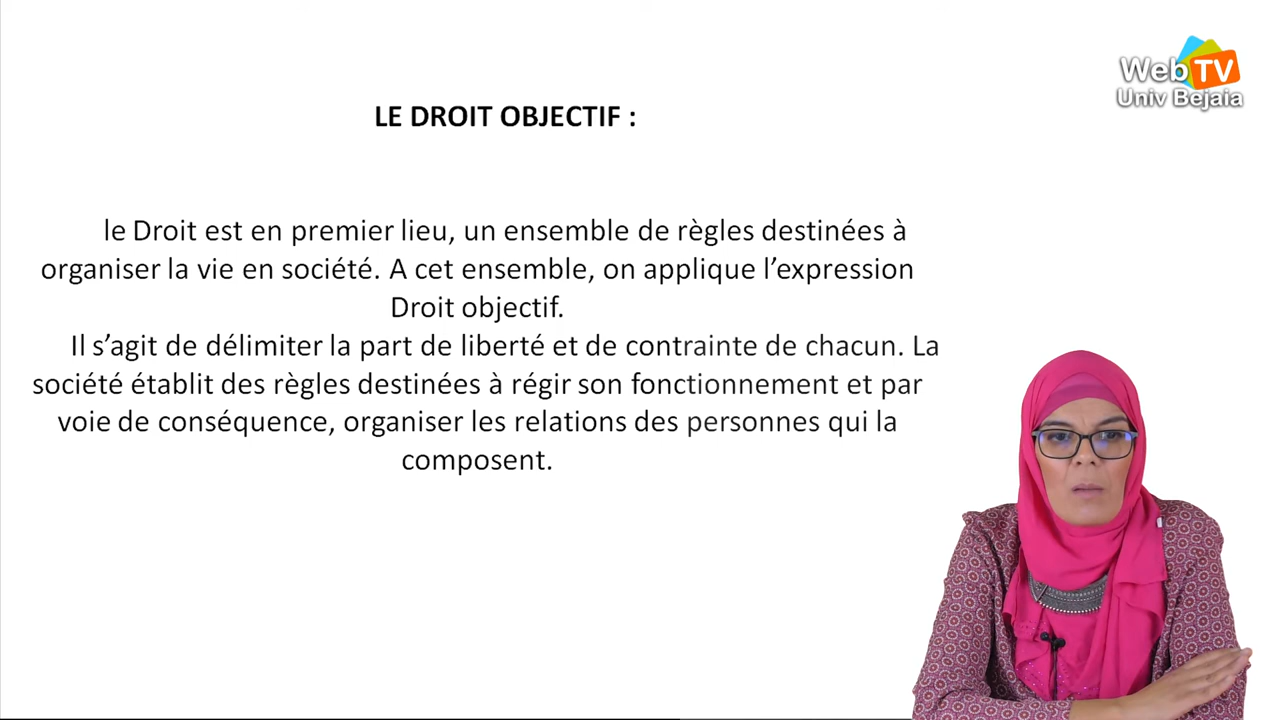 Web TV
Univ Bejaia
LE DROIT OBJECTIF :
le Droit est en premier lieu, un ensemble de règles destinées à
organiser la vie en société. A cet ensemble, on applique l’expression
Droit objectif.
Il s’agit de délimiter la part de liberté et de contrainte de chacun. La
société établit des règles destinées à régir son fonctionnement et par
voie de conséquence, organiser les relations des personnes qui la
composent.